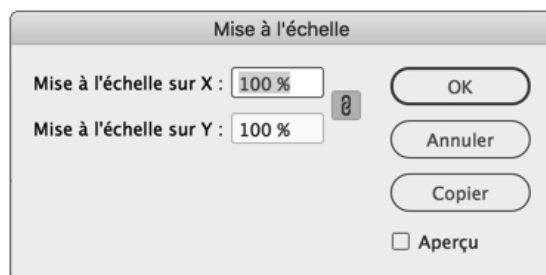 Mise à l'échelle
Mise à l'échelle sur X : 100 %
Mise à l'échelle sur Y : 100 %
OK
Annuler
Copier
Aperçu